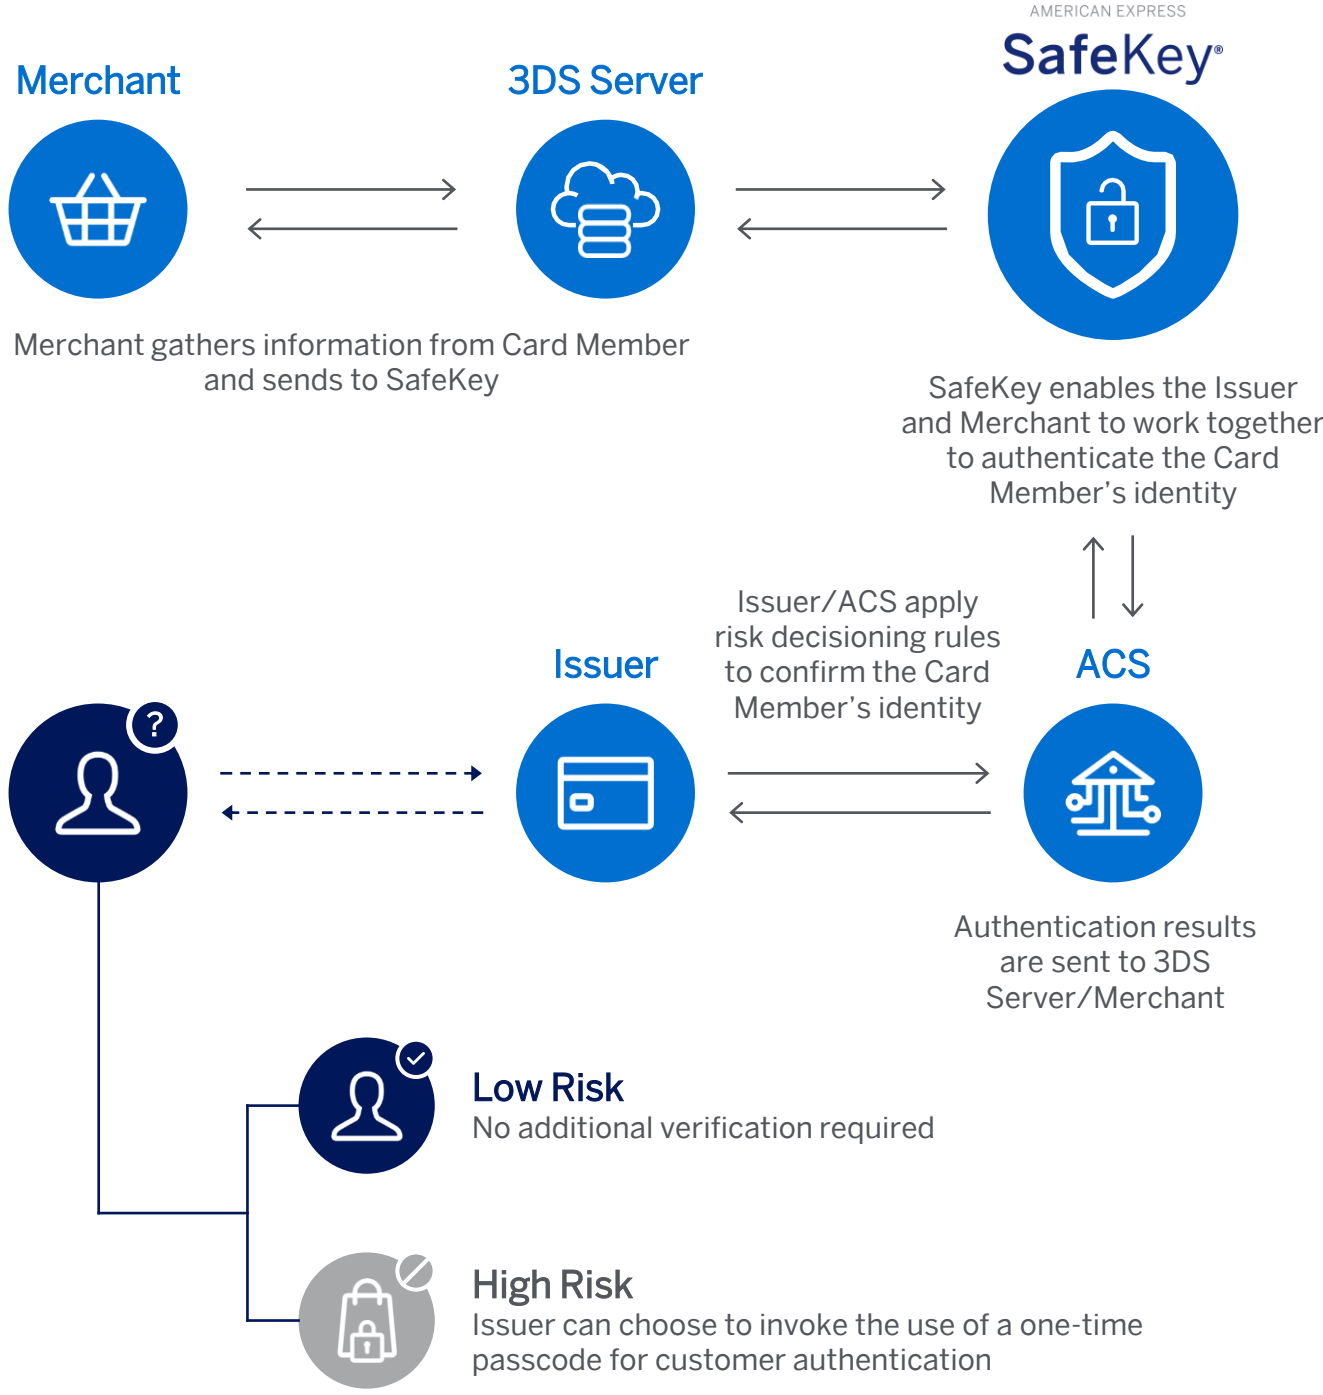 AMERICAN EXPRESS
SafeKey®
Merchant
3DS Server
Merchant gathers information from Card Member
and sends to SafeKey
SafeKey enables the Issuer
and Merchant to work together
to authenticate the Card
Member’s identity
Issuer/ACS apply
risk decisioning rules
to confirm the Card
Member’s identity
Issuer
ACS
?
Authentication results
are sent to 3DS
Server/Merchant
Low Risk
No additional verification required
High Risk
Issuer can choose to invoke the use of a one-time
passcode for customer authentication